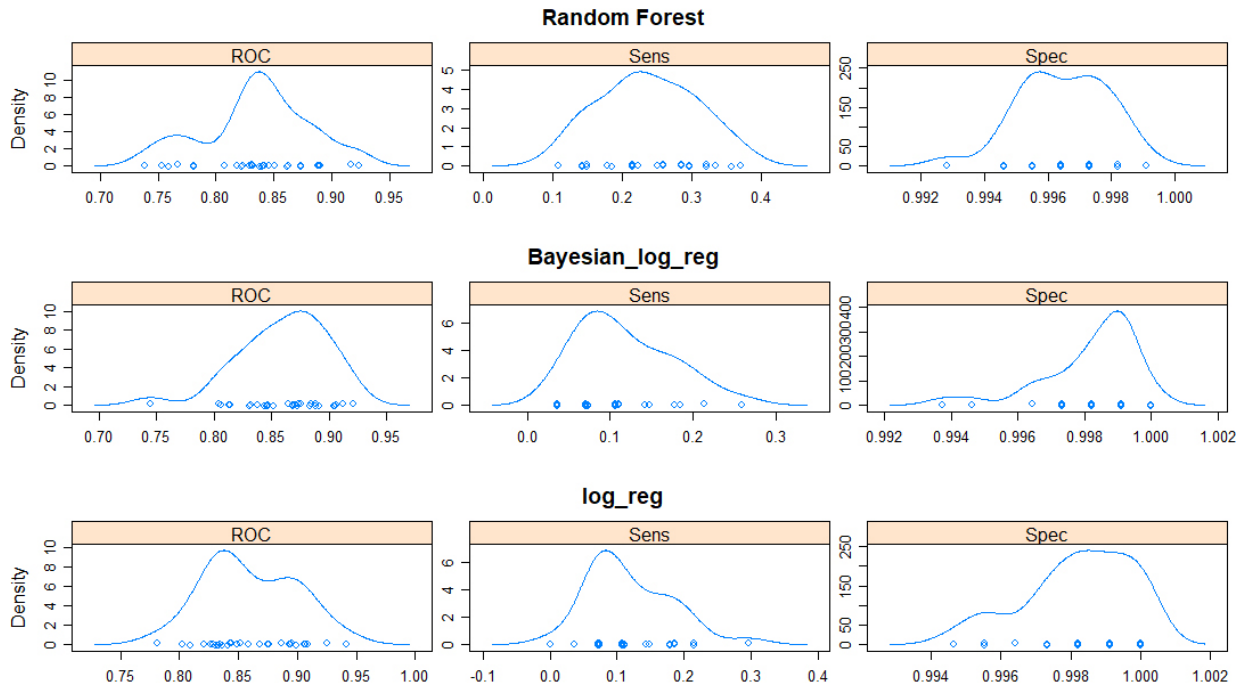 Random Forest
ROC
Sens
Spec
Density
0 2 4 6 8 10
0 1 2 3 4 5
0 50 150 250
0.70 0.75 0.80 0.85 0.90 0.95
0.0 0.1 0.2 0.3 0.4
0.992 0.994 0.996 0.998 1.000
Bayesian_log_reg
ROC
Sens
Spec
Density
0 2 4 6 8 10
0 2 4 6
0 100 200 300 400
0.70 0.75 0.80 0.85 0.90 0.95
0.0 0.1 0.2 0.3
0.992 0.994 0.996 0.998 1.000 1.002
log_reg
ROC
Sens
Spec
Density
0 2 4 6 8 10
0 2 4 6
0 50 150 250
0.75 0.80 0.85 0.90 0.95 1.00
-0.1 0.0 0.1 0.2 0.3 0.4
0.994 0.996 0.998 1.000 1.002